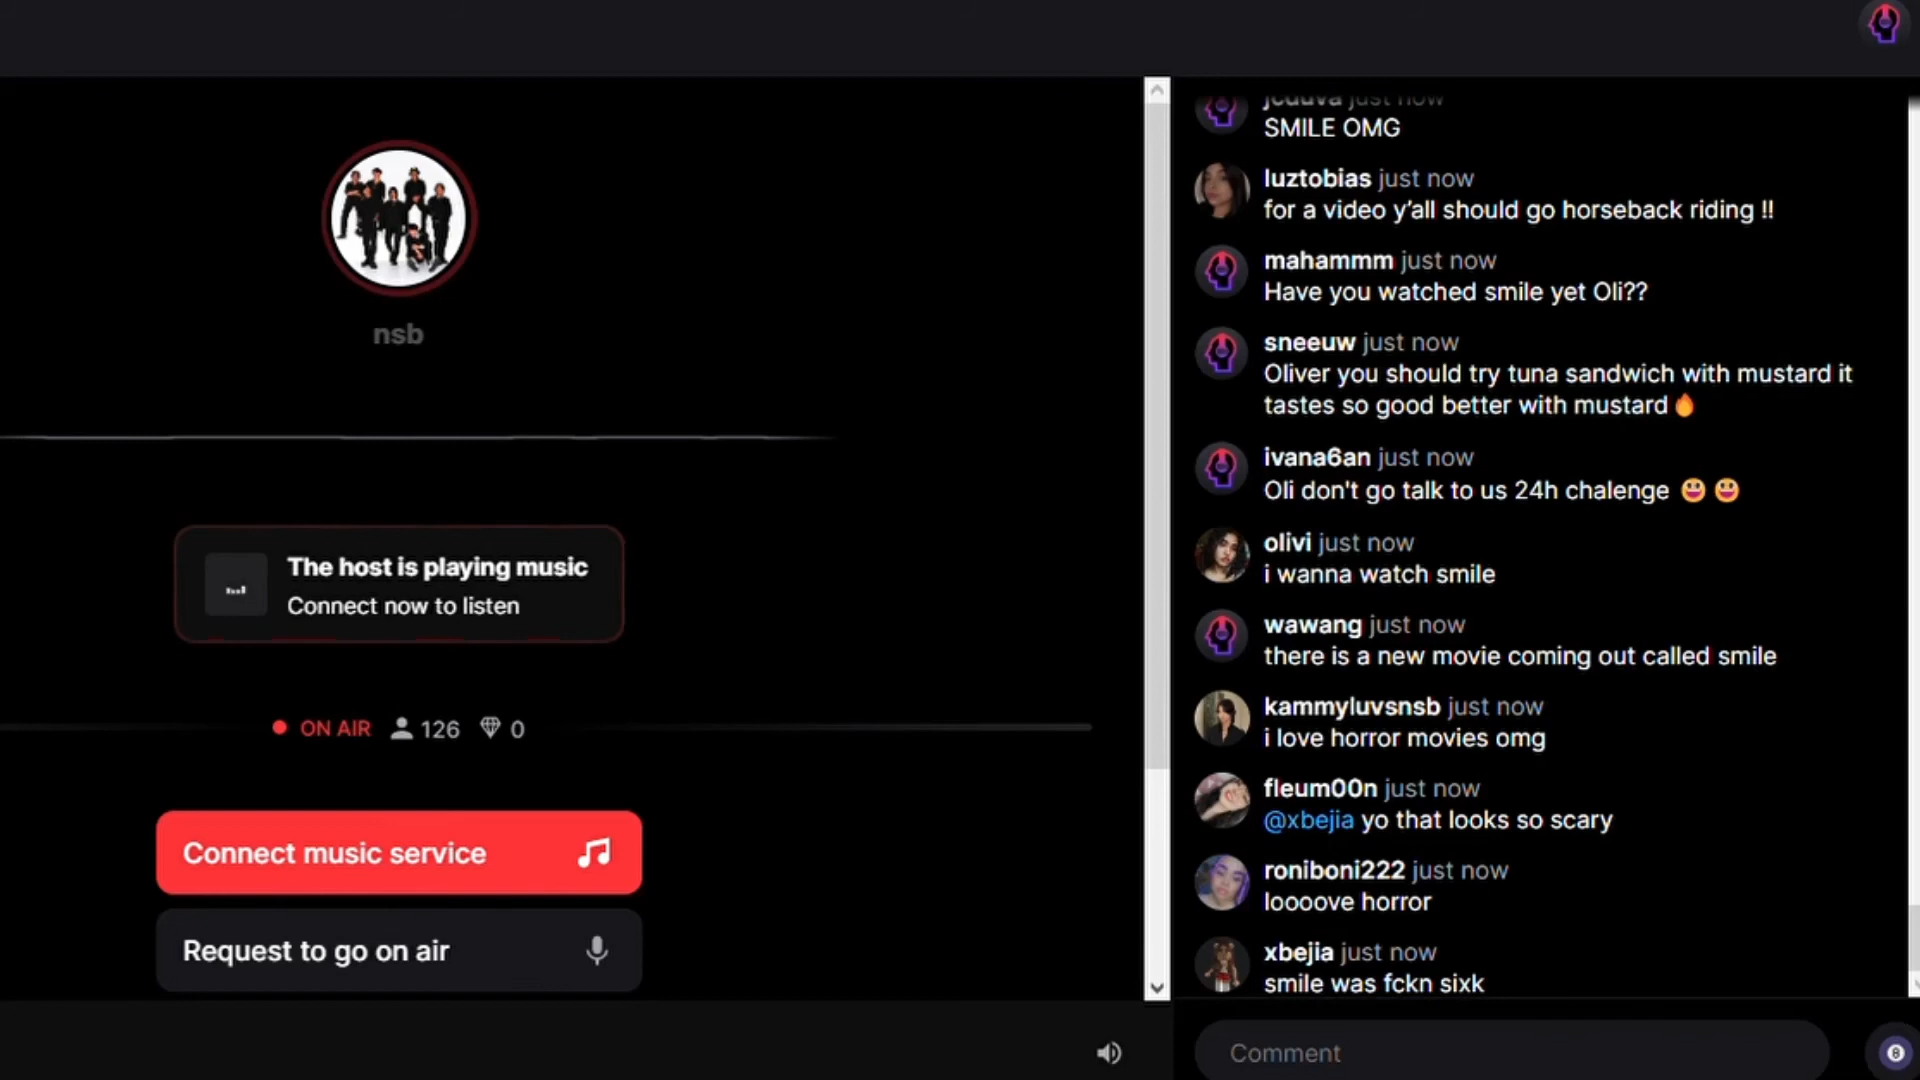 nsb
The host is playing music
Connect now to listen
ON AIR 126 0
Connect music service
Request to go on air
just now
SMILE OMG
luztobias just now
for a video y'all should go horseback riding !!
mahammm just now
Have you watched smile yet Oli??
sneeuw just now
Oliver you should try tuna sandwich with mustard it
tastes so good better with mustard🔥
ivana6an just now
Oli don't go talk to us 24h chalenge 😃 😃
olivi just now
i wanna watch smile
wawang just now
there is a new movie coming out called smile
kammyluvsnsb just now
i love horror movies omg
fleum00n just now
@xbejia yo that looks so scary
roniboni222 just now
loooove horror
xbejia just now
smile was fckn sixk
Comment